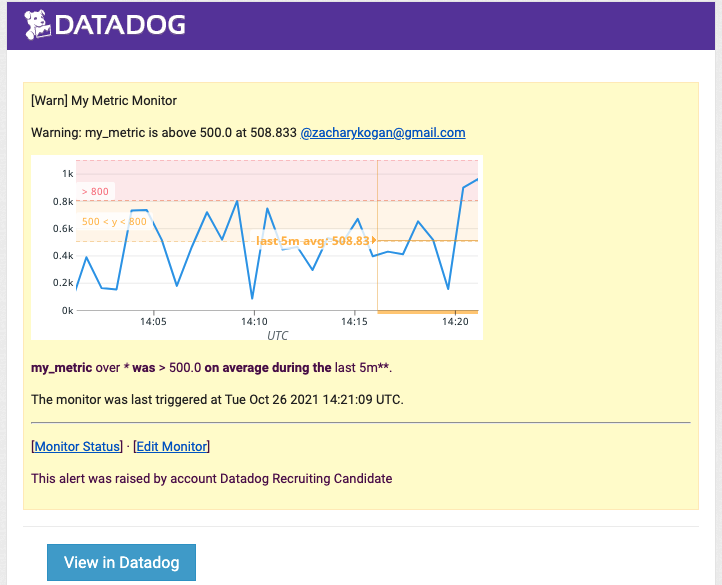 DATADOG
[Warn] My Metric Monitor
Warning: my_metric is above 500.0 at 508.833 @zacharykogan@gmail.com
1k
> 800
0.8k
500 < y < 800
0.6k
last 5m avg: 508.83
0.4k
0.2k
0k
14:05 14:10 14:15 14:20
UTC
my_metric over * was > 500.0 on average during the last 5m**.
The monitor was last triggered at Tue Oct 26 2021 14:21:09 UTC.
[Monitor Status] · [Edit Monitor]
This alert was raised by account Datadog Recruiting Candidate
View in Datadog